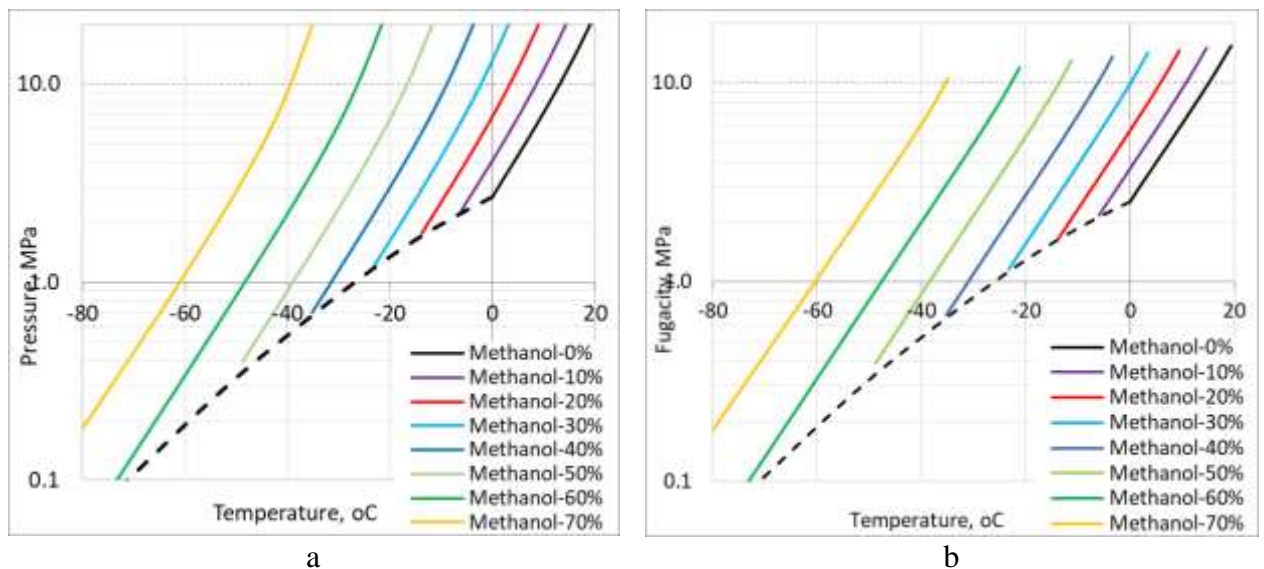 10.0
Pressure, MPa
1.0
-80 -60 -40 -20 0 20
0.1
Temperature, oC
Methanol-0%
Methanol-10%
Methanol-20%
Methanol-30%
Methanol-40%
Methanol-50%
Methanol-60%
Methanol-70%
a
10.0
Fugacity, MPa
1.0
-80 -60 -40 -20 0 20
0.1
Temperature, oC
Methanol-0%
Methanol-10%
Methanol-20%
Methanol-30%
Methanol-40%
Methanol-50%
Methanol-60%
Methanol-70%
b